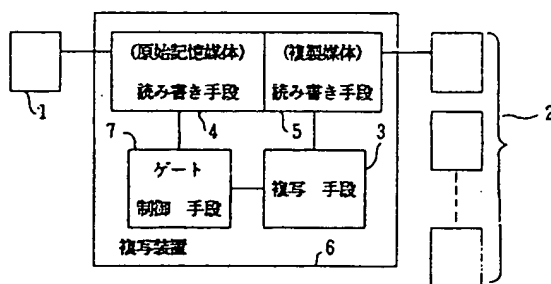 (原始記憶媒体)
読み書き手段
(複製媒体)
読み書き手段
1
4
5
2
7
3
ゲート
制御 手段
複写 手段
複写装置
6